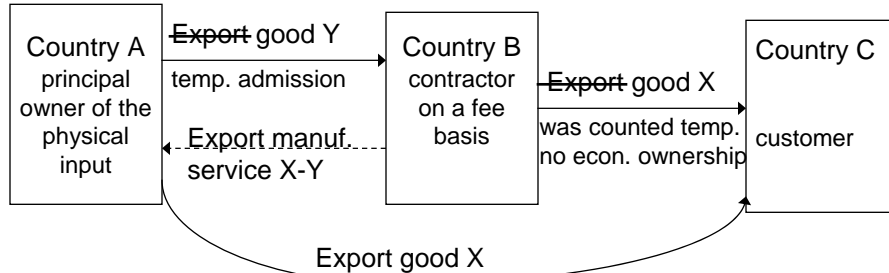 Country A
principal
owner of the
physical
input
Export good Y
temp. admission
Export manuf.
service X-Y
Country B
contractor
on a fee
basis
Export good X
was counted temp.
no econ. ownership
Country C
customer
Export good X